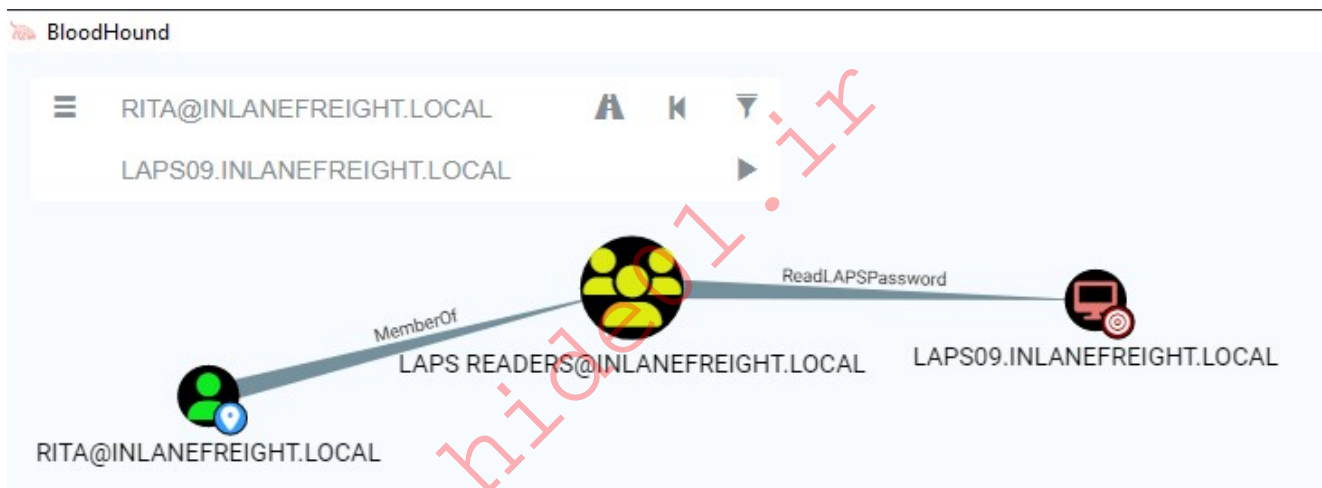 BloodHound
RITA@INLANEFREIGHT.LOCAL
LAPS09.INLANEFREIGHT.LOCAL
ReadLAPSPassword
MemberOf
LAPS READERS@INLANEFREIGHT.LOCAL
LAPS09.INLANEFREIGHT.LOCAL
RITA@INLANEFREIGHT.LOCAL
hide01.ir